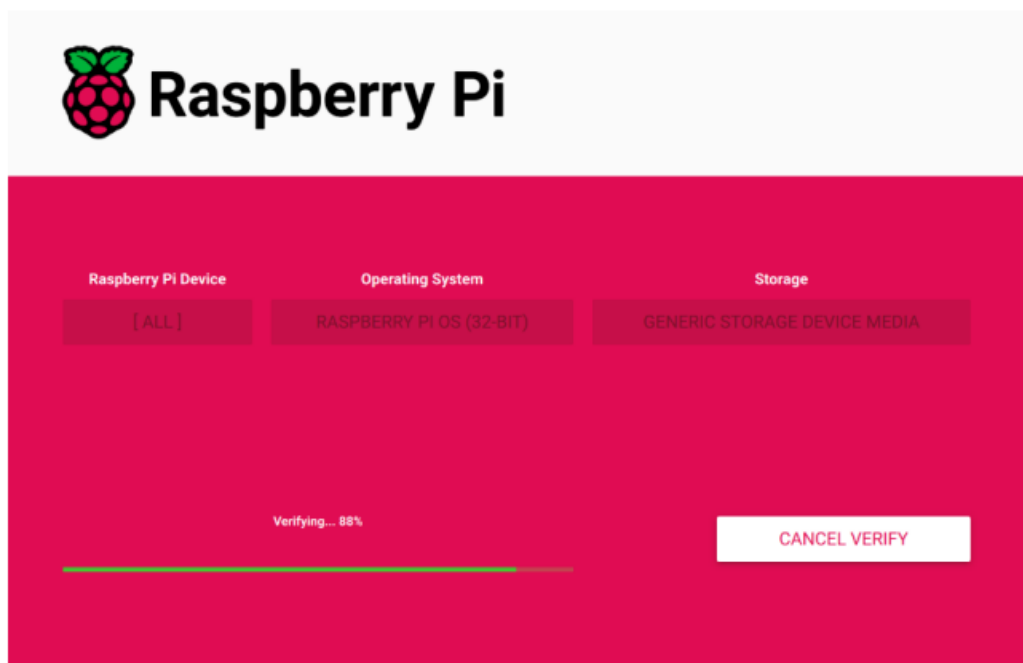 Raspberry Pi
Raspberry Pi Device
Operating System
Storage
[ ALL ]
RASPBERRY PI OS (32-BIT)
GENERIC STORAGE DEVICE MEDIA
Verifying... 88%
CANCEL VERIFY